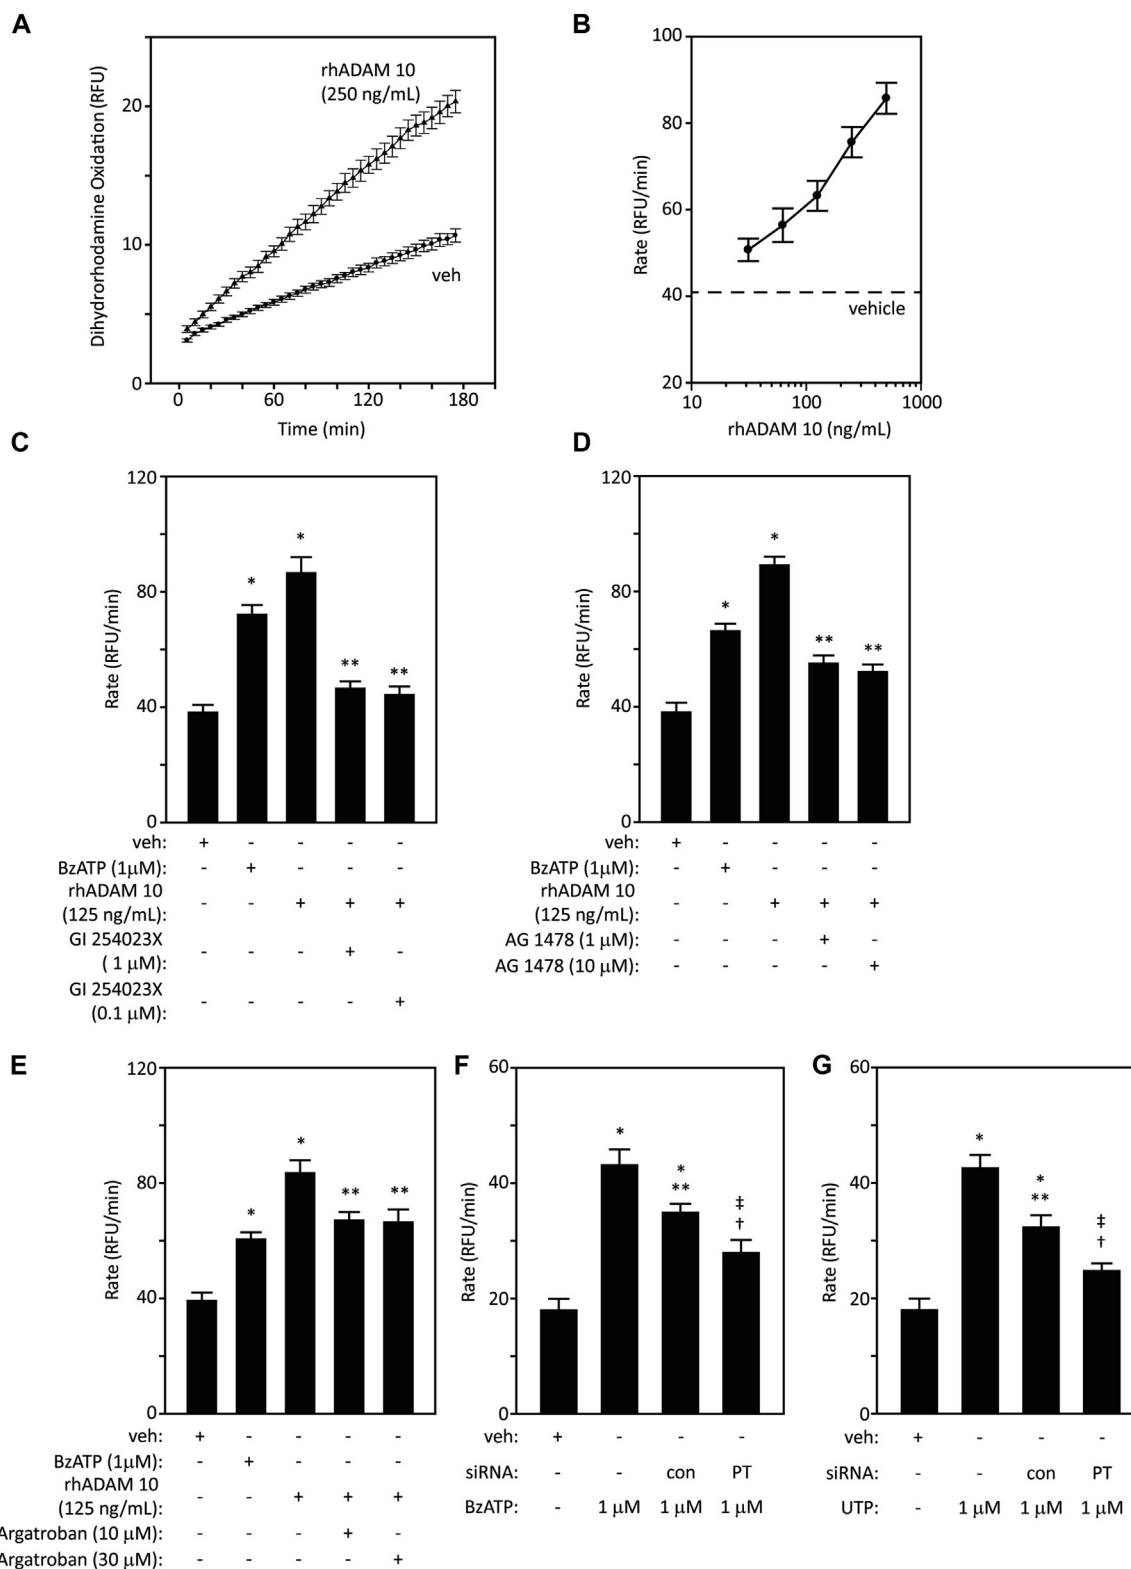 A
B
Dihydrorhodamine Oxidation (RFU)
20
10
0
rhADAM 10
(250 ng/mL)
veh
0 60 120 180
Time (min)
Rate (RFU/min)
100
80
60
40
20
vehicle
10 100 1000
rhADAM 10 (ng/mL)
C
D
Rate (RFU/min)
120
80
40
0
* * ** **
veh: + - - - -
BzATP (1µM): - + - - -
rhADAM 10
(125 ng/mL): - - + + +
GI 254023X
( 1 µM): - - - + -
GI 254023X
(0.1 µM): - - - - +
Rate (RFU/min)
120
80
40
0
* * ** **
veh: + - - - -
BzATP (1µM): - + - - -
rhADAM 10
(125 ng/mL): - - + + +
AG 1478 (1 µM): - - - + -
AG 1478 (10 µM): - - - - +
E
F
G
Rate (RFU/min)
120
80
40
0
* * ** **
veh: + - - - -
BzATP (1µM): - + - - -
rhADAM 10
(125 ng/mL): - - + + +
Argatroban (10 µM): - - - + -
Argatroban (30 µM): - - - - +
Rate (RFU/min)
60
40
20
0
* * ‡
** †
veh: + - - -
siRNA: - - con PT
BzATP: - 1 µM 1 µM 1 µM
Rate (RFU/min)
60
40
20
0
* * ‡
** †
veh: + - - -
siRNA: - - con PT
UTP: - 1 µM 1 µM 1 µM